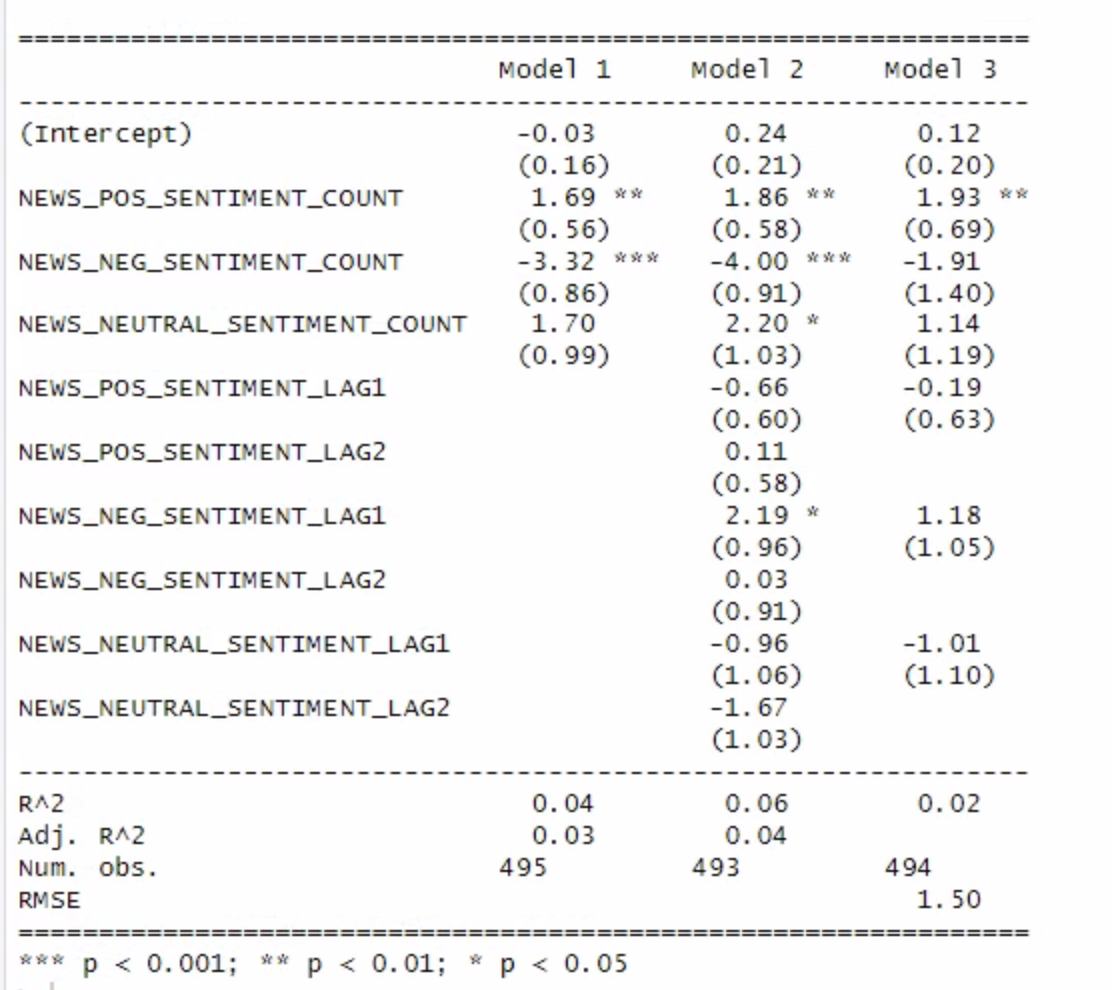 =================================================================
Model 1 Model 2 Model 3
-----------------------------------------------------------------
(Intercept) -0.03 0.24 0.12
(0.16) (0.21) (0.20)
NEWS_POS_SENTIMENT_COUNT 1.69 ** 1.86 ** 1.93 **
(0.56) (0.58) (0.69)
NEWS_NEG_SENTIMENT_COUNT -3.32 *** -4.00 *** -1.91
(0.86) (0.91) (1.40)
NEWS_NEUTRAL_SENTIMENT_COUNT 1.70 2.20 * 1.14
(0.99) (1.03) (1.19)
NEWS_POS_SENTIMENT_LAG1 -0.66 -0.19
(0.60) (0.63)
NEWS_POS_SENTIMENT_LAG2 0.11
(0.58)
NEWS_NEG_SENTIMENT_LAG1 2.19 * 1.18
(0.96) (1.05)
NEWS_NEG_SENTIMENT_LAG2 0.03
(0.91)
NEWS_NEUTRAL_SENTIMENT_LAG1 -0.96 -1.01
(1.06) (1.10)
NEWS_NEUTRAL_SENTIMENT_LAG2 -1.67
(1.03)
-----------------------------------------------------------------
R^2 0.04 0.06 0.02
Adj. R^2 0.03 0.04
Num. obs. 495 493 494
RMSE 1.50
=================================================================
*** p < 0.001; ** p < 0.01; * p < 0.05